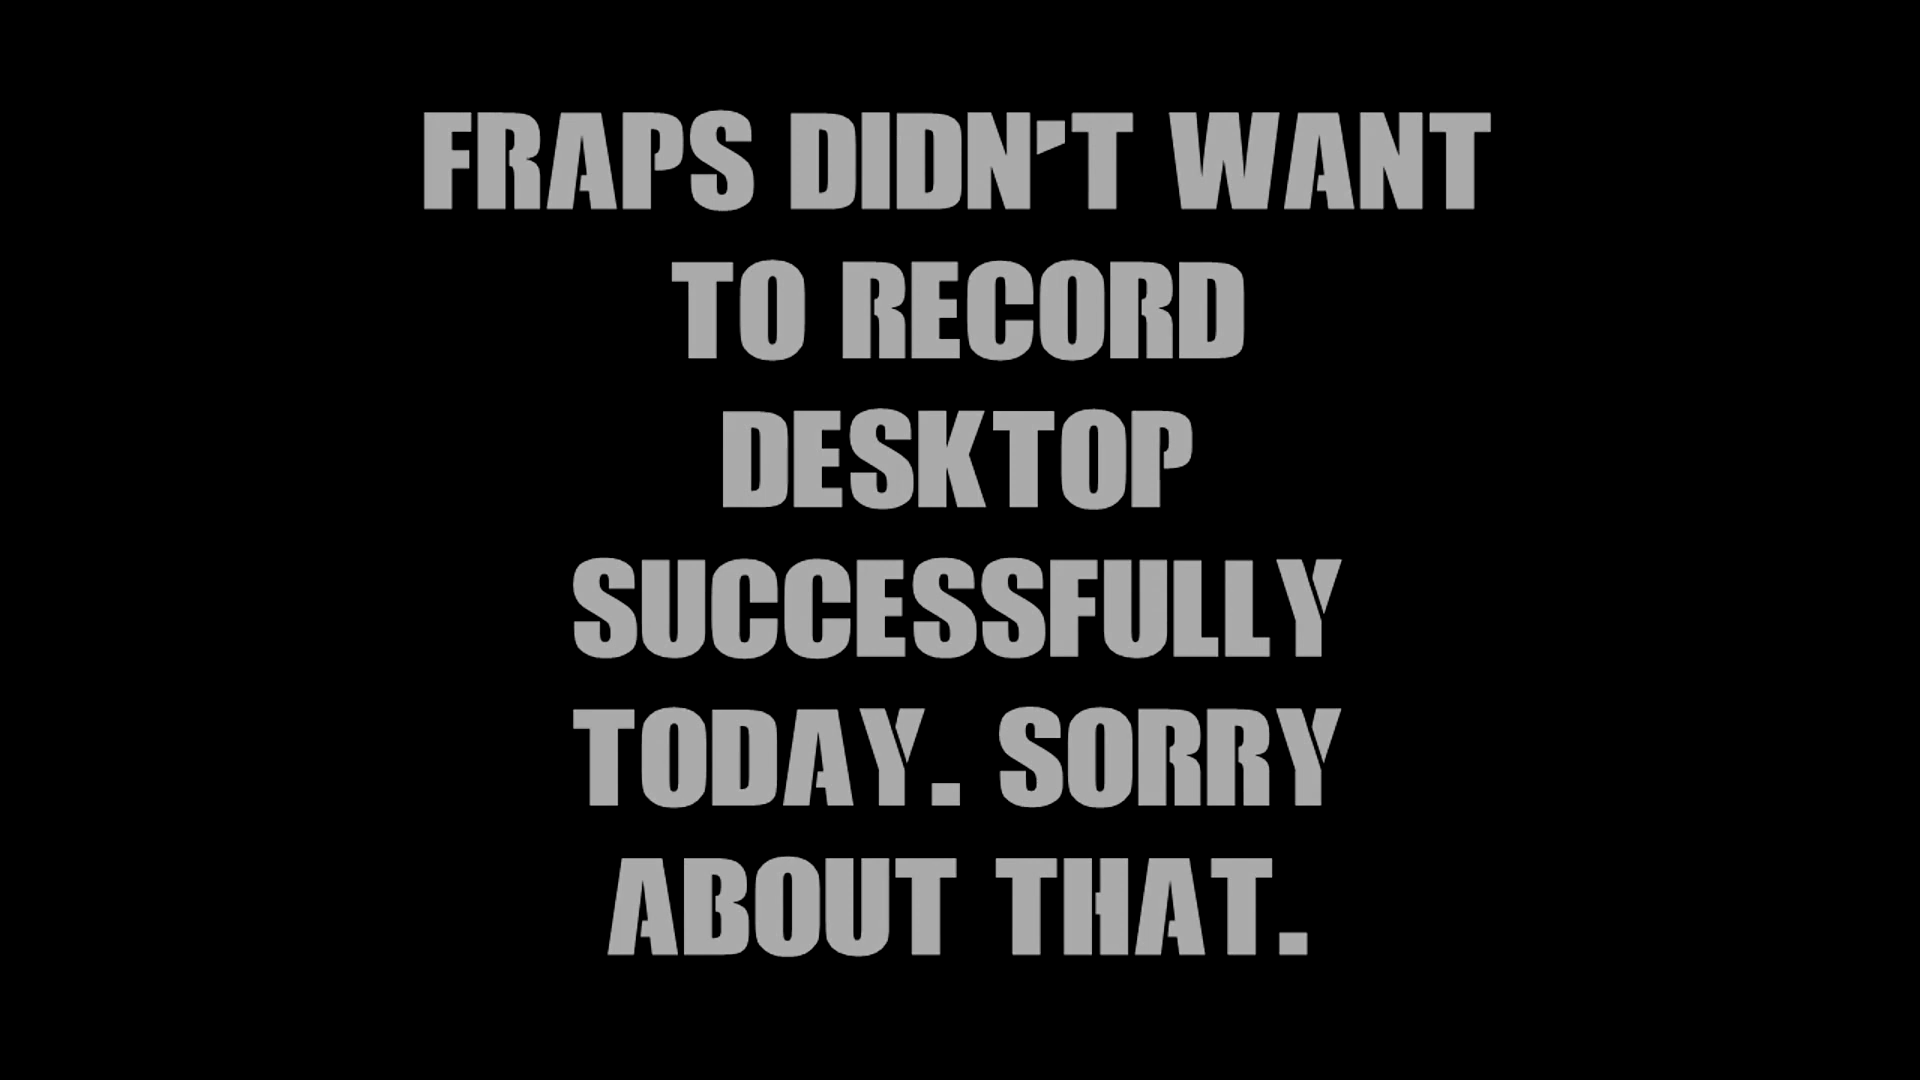 FRAPS DIDN'T WANT
TO RECORD
DESKTOP
SUCCESSFULLY
TODAY. SORRY
ABOUT THAT.